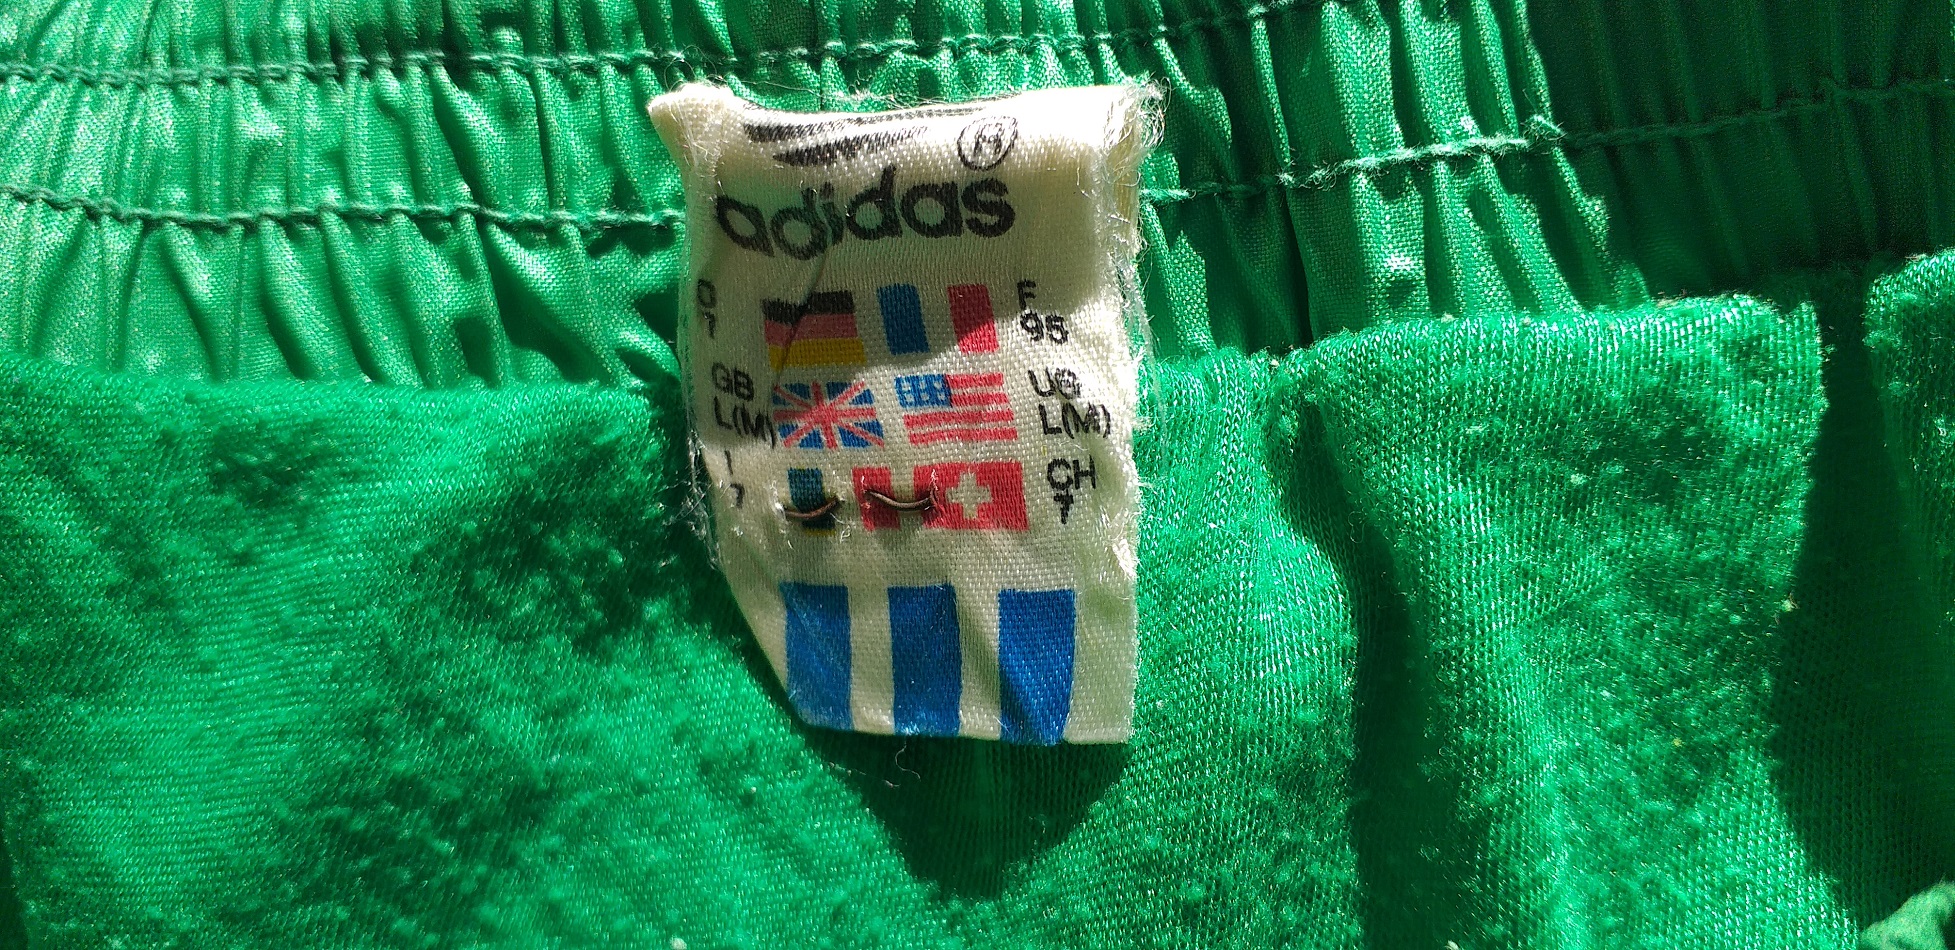 adidas ®
D F
7 95
GB US
L(M) L(M)
I CH
7 7